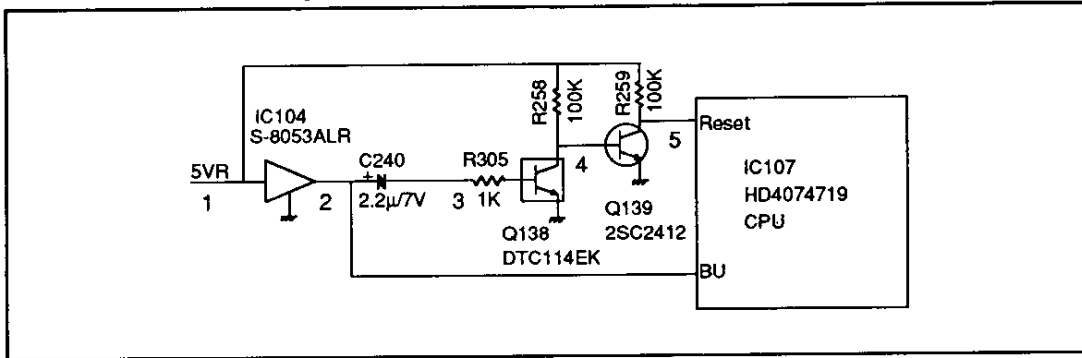 IC104
S-8053ALR
5VR
1
2
C240
+
2.2μ/7V
3
R305
1K
R258
100K
4
Q138
DTC114EK
R259
100K
Q139
2SC2412
5
Reset
IC107
HD4074719
CPU
BU